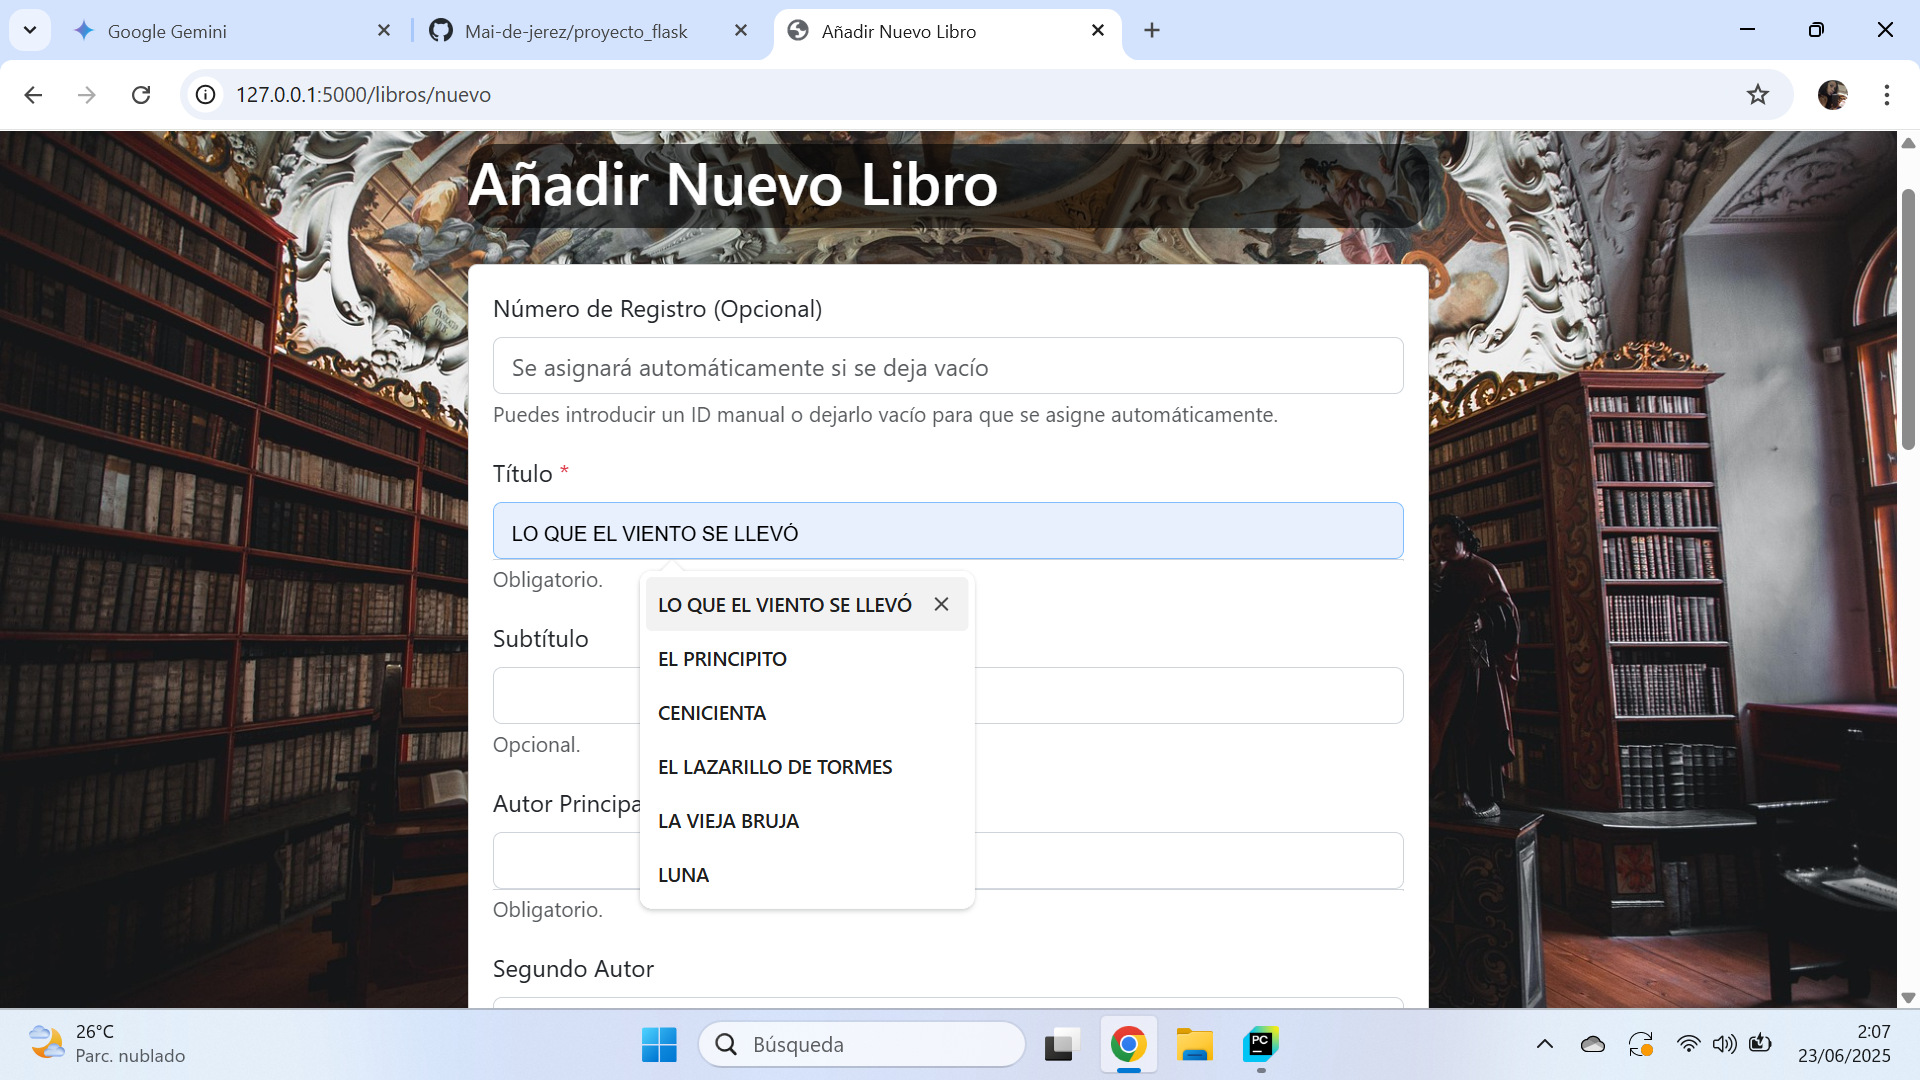 Google Gemini
Mai-de-jerez/proyecto_flask
Añadir Nuevo Libro
127.0.0.1:5000/libros/nuevo
Añadir Nuevo Libro
Número de Registro (Opcional)
Se asignará automáticamente si se deja vacío
Puedes introducir un ID manual o dejarlo vacío para que se asigne automáticamente.
Título *
LO QUE EL VIENTO SE LLEVÓ
Obligatorio.
LO QUE EL VIENTO SE LLEVÓ
EL PRINCIPITO
CENICIENTA
EL LAZARILLO DE TORMES
LA VIEJA BRUJA
LUNA
Subtítulo
Opcional.
Autor Principa
Obligatorio.
Segundo Autor
26°C
Parc. nublado
Búsqueda
PC
2:07
23/06/2025